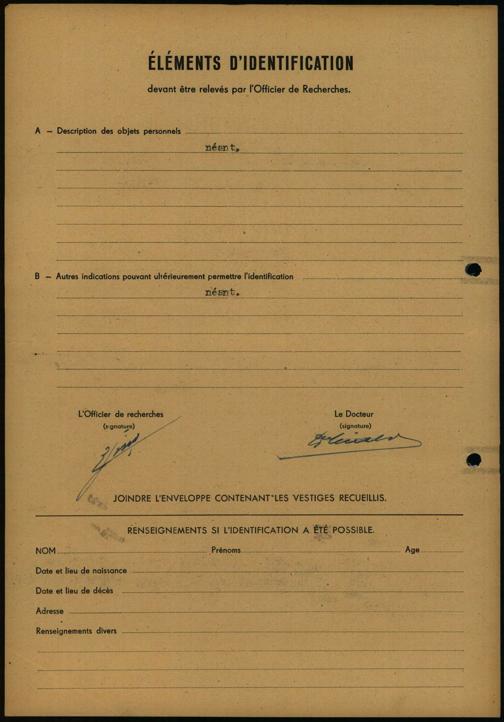 ÉLÉMENTS D'IDENTIFICATION
devant être relevés par l'Officier de Recherches.
A - Description des objets personnels
néant.
B - Autres indications pouvant ultérieurement permettre l'identification
néant.
L'Officier de recherches Le Docteur
(signature) (signature)
JOINDRE L'ENVELOPPE CONTENANT LES VESTIGES RECUEILLIS.
RENSEIGNEMENTS SI L'IDENTIFICATION A ÉTÉ POSSIBLE.
NOM Prénoms Age
Date et lieu de naissance
Date et lieu de décès
Adresse
Renseignements divers